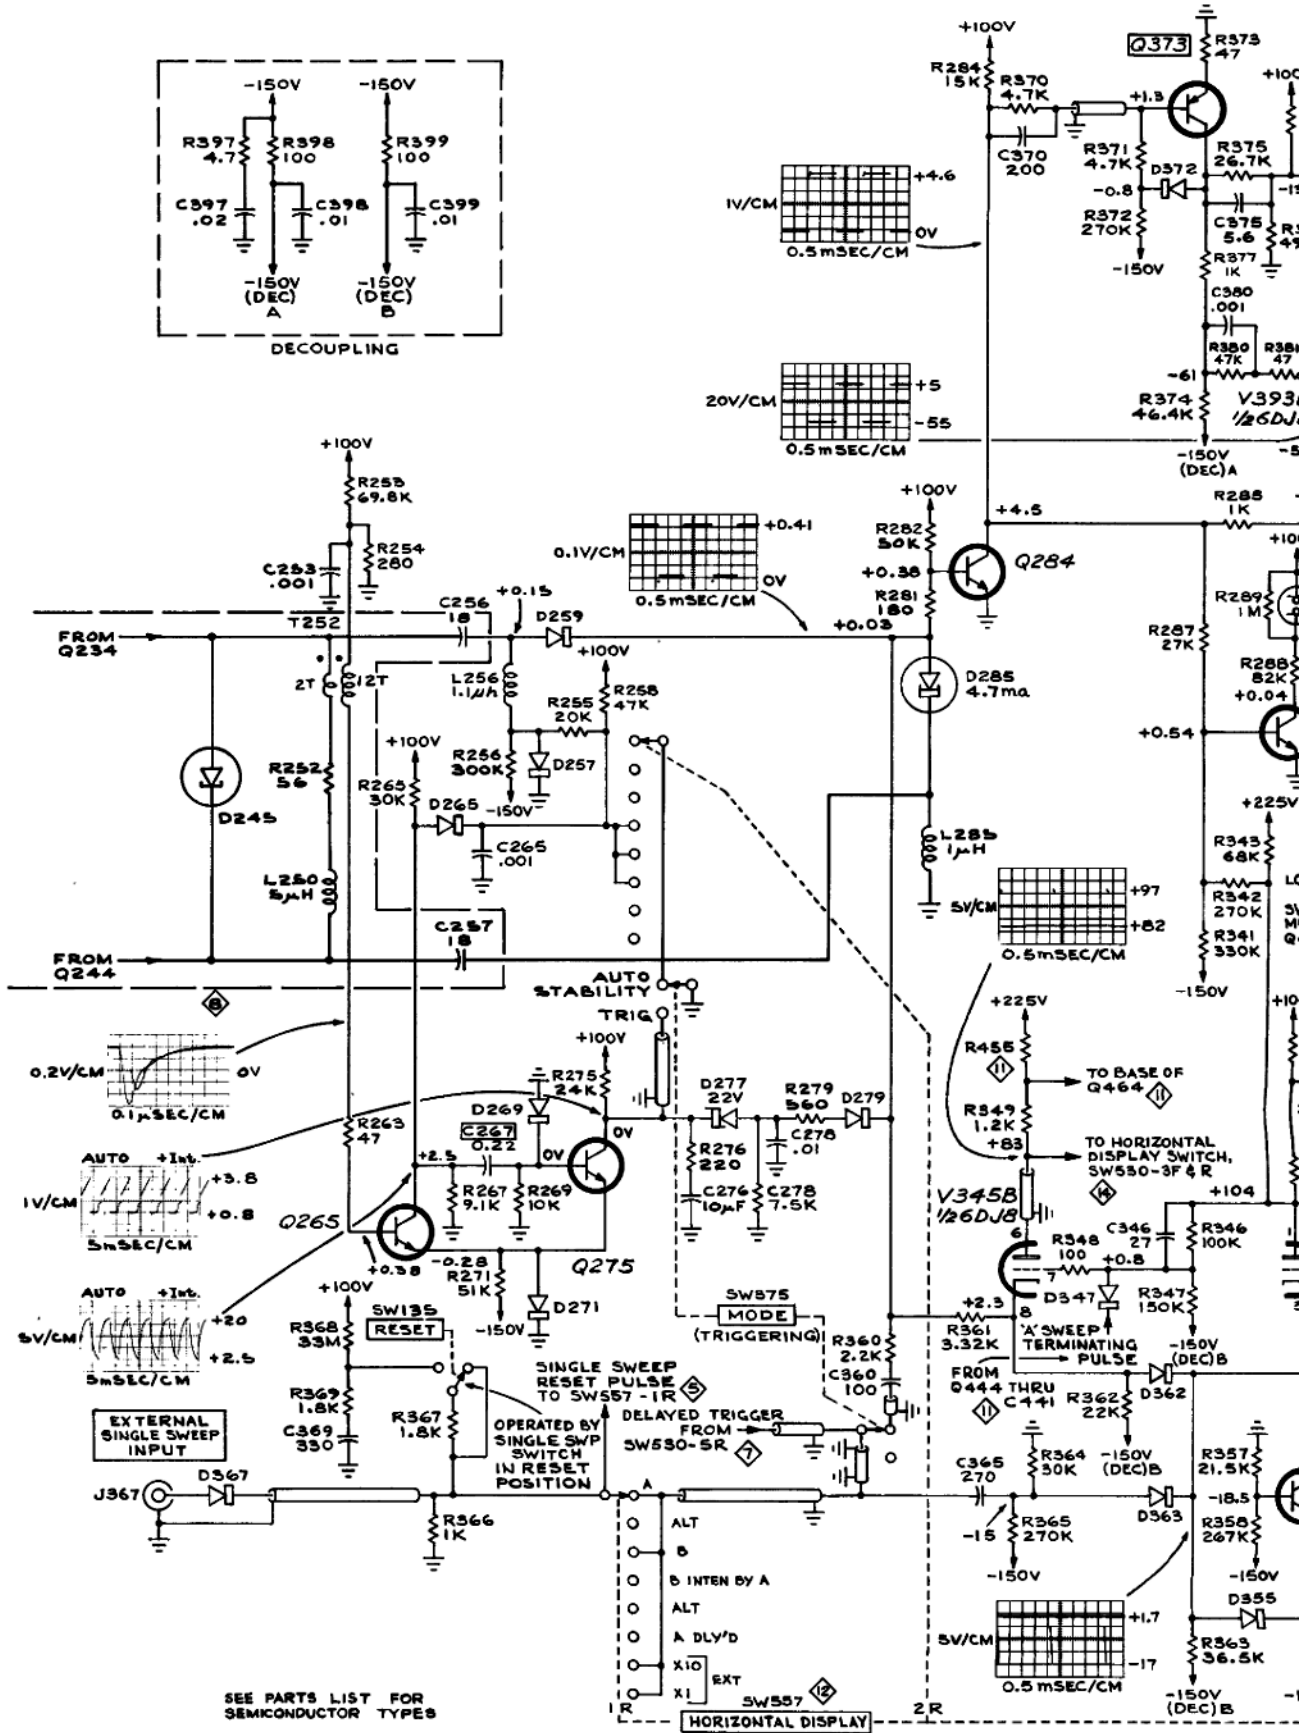 -150V
-150V
R397
4.7
R398
100
R399
100
C397
.02
C398
.01
C399
.01
-150V
(DEC)
A
-150V
(DEC)
B
DECOUPLING
+100V
R284
15K
R370
4.7K
C370
200
Q373
R373
47
+1.3
R371
4.7K
D372
-0.8
R372
270K
-150V
R375
26.7K
C375
5.6
R377
1K
C380
.001
R380
47K
R381
47
-61
R374
46.4K
-150V
(DEC)A
1V/CM
+4.6
0V
0.5mSEC/CM
20V/CM
+5
-55
0.5mSEC/CM
+100V
R253
69.8K
R254
280
C253
.001
T252
2T
12T
FROM
Q234
C256
18
+0.15
D259
0.1V/CM
+0.41
0V
0.5mSEC/CM
+100V
R282
50K
+0.38
R281
180
+0.03
Q284
+4.5
R285
1K
R289
1M
R287
27K
R288
82K
+0.04
+0.54
L256
1.1µh
+100V
R258
47K
R255
20K
R256
300K
-150V
D257
D285
4.7ma
D245
R252
56
+100V
R265
30K
D265
C265
.001
L250
5µH
L285
1µH
C257
18
FROM
Q244
8
AUTO
STABILITY
TRIG
+225V
R343
68K
R342
270K
R341
330K
-150V
5V/CM
+97
+82
0.5mSEC/CM
0.2V/CM
0V
0.1µSEC/CM
R263
47
+100V
R275
24K
D269
C267
0.22
0V
0V
+2.5
R267
9.1K
R269
10K
D277
22V
R279
560
D279
R276
220
C278
.01
C276
10µF
C278
7.5K
AUTO
+Int.
1V/CM
+3.8
+0.8
5mSEC/CM
Q265
+0.38
-0.28
R271
51K
-150V
D271
Q275
AUTO
+Int.
5V/CM
+20
+2.5
5mSEC/CM
+225V
R455
11
TO BASE OF
Q464
11
R349
1.2K
+83
TO HORIZONTAL
DISPLAY SWITCH,
SW530-3F & R
14
+104
V345B
1/26DJ8
6
7
8
R348
100
+0.8
C346
27
R346
100K
D347
R347
150K
-150V
(DEC)B
+2.3
R361
3.32K
"A" SWEEP
TERMINATING
PULSE
FROM
Q444 THRU
C441
11
D362
R362
22K
-150V
(DEC)B
+100V
R368
33M
SW135
RESET
R369
1.8K
C369
330
R367
1.8K
OPERATED BY
SINGLE SWP
SWITCH
IN RESET
POSITION
SINGLE SWEEP
RESET PULSE
TO SW557-1R
5
SW375
MODE
(TRIGGERING)
R360
2.2K
C360
100
DELAYED TRIGGER
FROM
SW530-5R
7
EXTERNAL
SINGLE SWEEP
INPUT
D367
J367
R366
1K
C365
270
R364
30K
-15
R365
270K
-150V
D363
R357
21.5K
-18.5
R358
267K
-150V
D355
A
ALT
B
B INTEN BY A
ALT
A DLY'D
X10
X1
EXT
5V/CM
+1.7
-17
0.5mSEC/CM
R363
36.5K
-150V
(DEC)B
SEE PARTS LIST FOR
SEMICONDUCTOR TYPES
1R
SW557
12
HORIZONTAL DISPLAY
2R